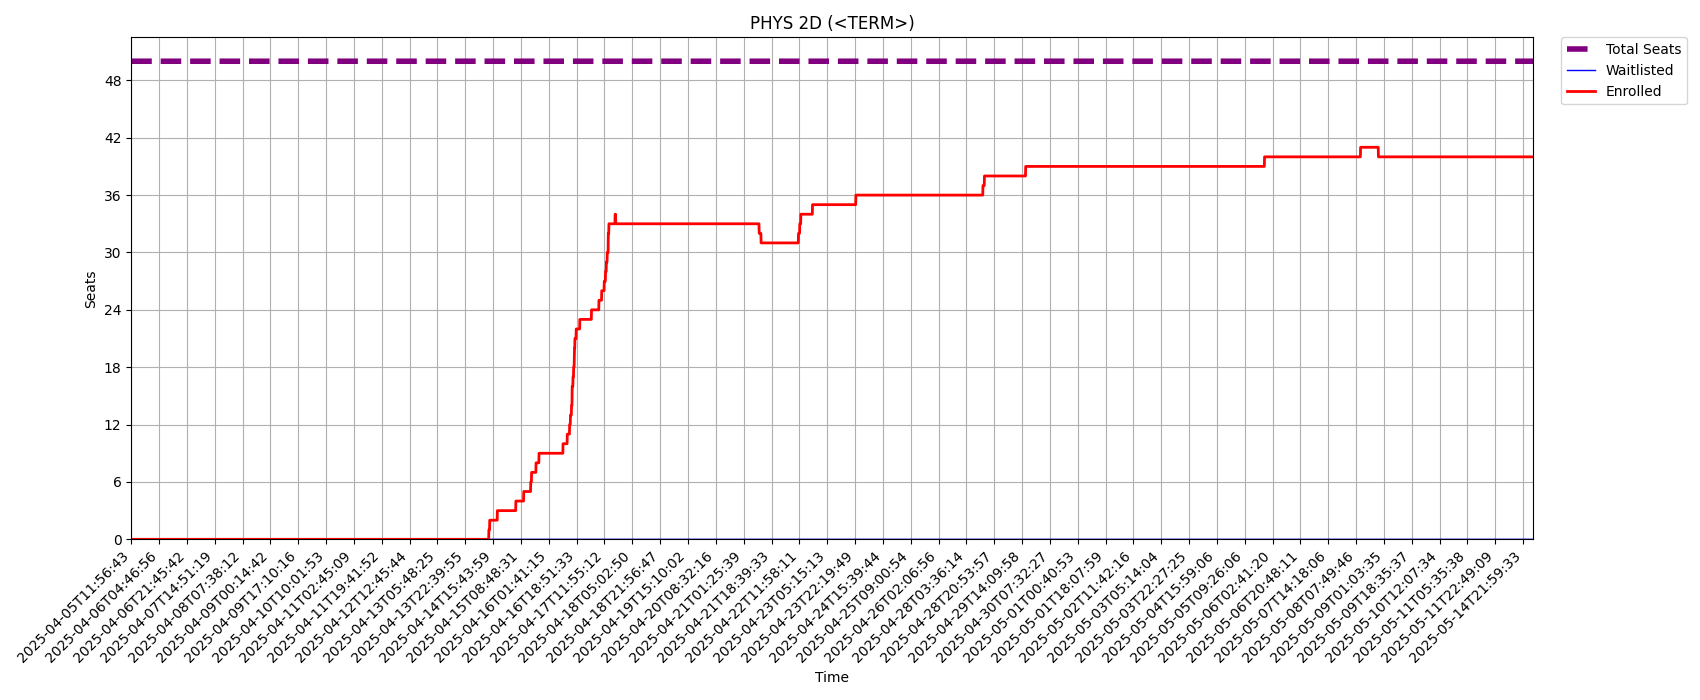 PHYS 2D (<TERM>)
Total Seats
Waitlisted
Enrolled
Seats
48
42
36
30
24
18
12
6
0
2025-04-05T11:56:43
2025-04-06T04:46:56
2025-04-06T21:45:42
2025-04-07T14:51:19
2025-04-08T07:38:12
2025-04-09T00:14:42
2025-04-09T17:10:16
2025-04-10T10:01:53
2025-04-11T02:45:09
2025-04-11T19:41:52
2025-04-12T12:45:44
2025-04-13T05:48:25
2025-04-13T22:39:55
2025-04-14T15:43:59
2025-04-15T08:48:31
2025-04-16T01:41:15
2025-04-16T18:51:33
2025-04-17T11:55:12
2025-04-18T05:02:50
2025-04-18T21:56:47
2025-04-19T15:10:02
2025-04-20T08:32:16
2025-04-21T01:25:39
2025-04-21T18:39:33
2025-04-22T11:58:11
2025-04-23T05:15:13
2025-04-23T22:19:49
2025-04-24T15:39:44
2025-04-25T09:00:54
2025-04-26T02:06:56
2025-04-28T03:36:14
2025-04-28T20:53:57
2025-04-29T14:09:58
2025-04-30T07:32:27
2025-05-01T00:40:53
2025-05-01T18:07:59
2025-05-02T11:42:16
2025-05-03T05:14:04
2025-05-03T22:27:25
2025-05-04T15:59:06
2025-05-05T09:26:06
2025-05-06T02:41:20
2025-05-06T20:48:11
2025-05-07T14:18:06
2025-05-08T07:49:46
2025-05-09T01:03:35
2025-05-09T18:35:37
2025-05-10T12:07:34
2025-05-11T05:35:38
2025-05-11T22:49:09
2025-05-14T21:59:33
Time